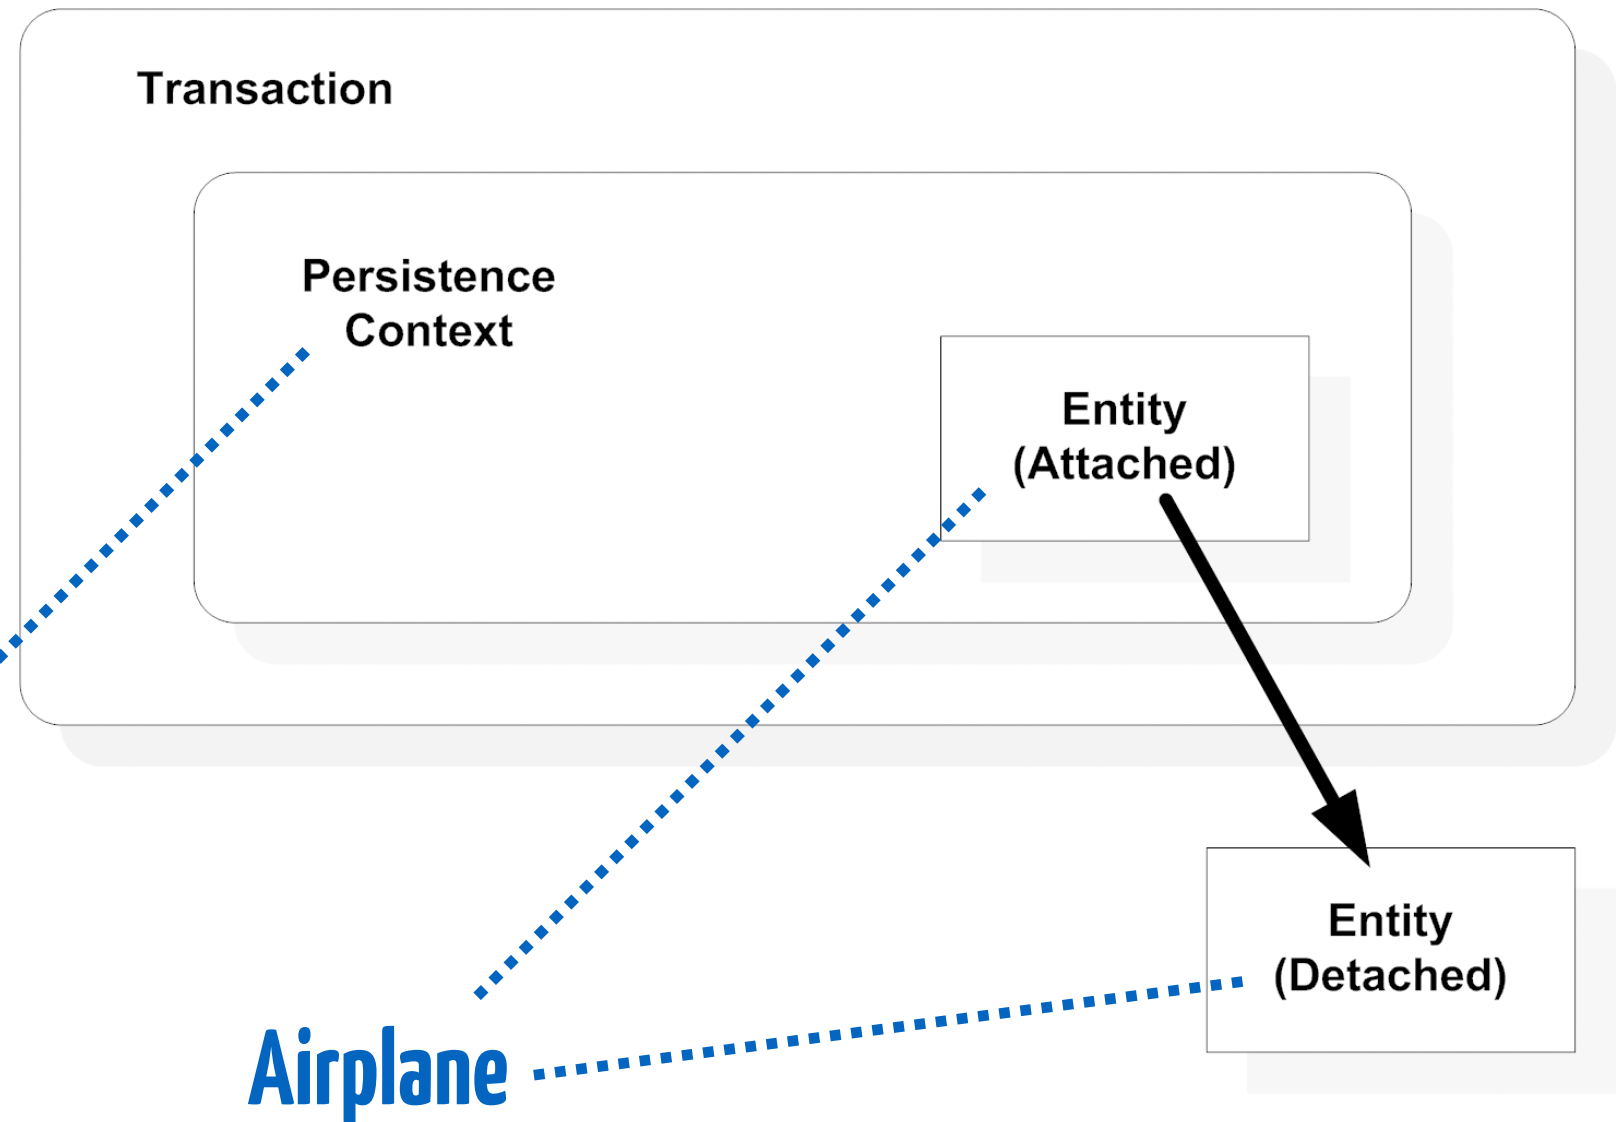 Transaction
Persistence
Context
Entity
(Attached)
Entity
(Detached)
Airplane